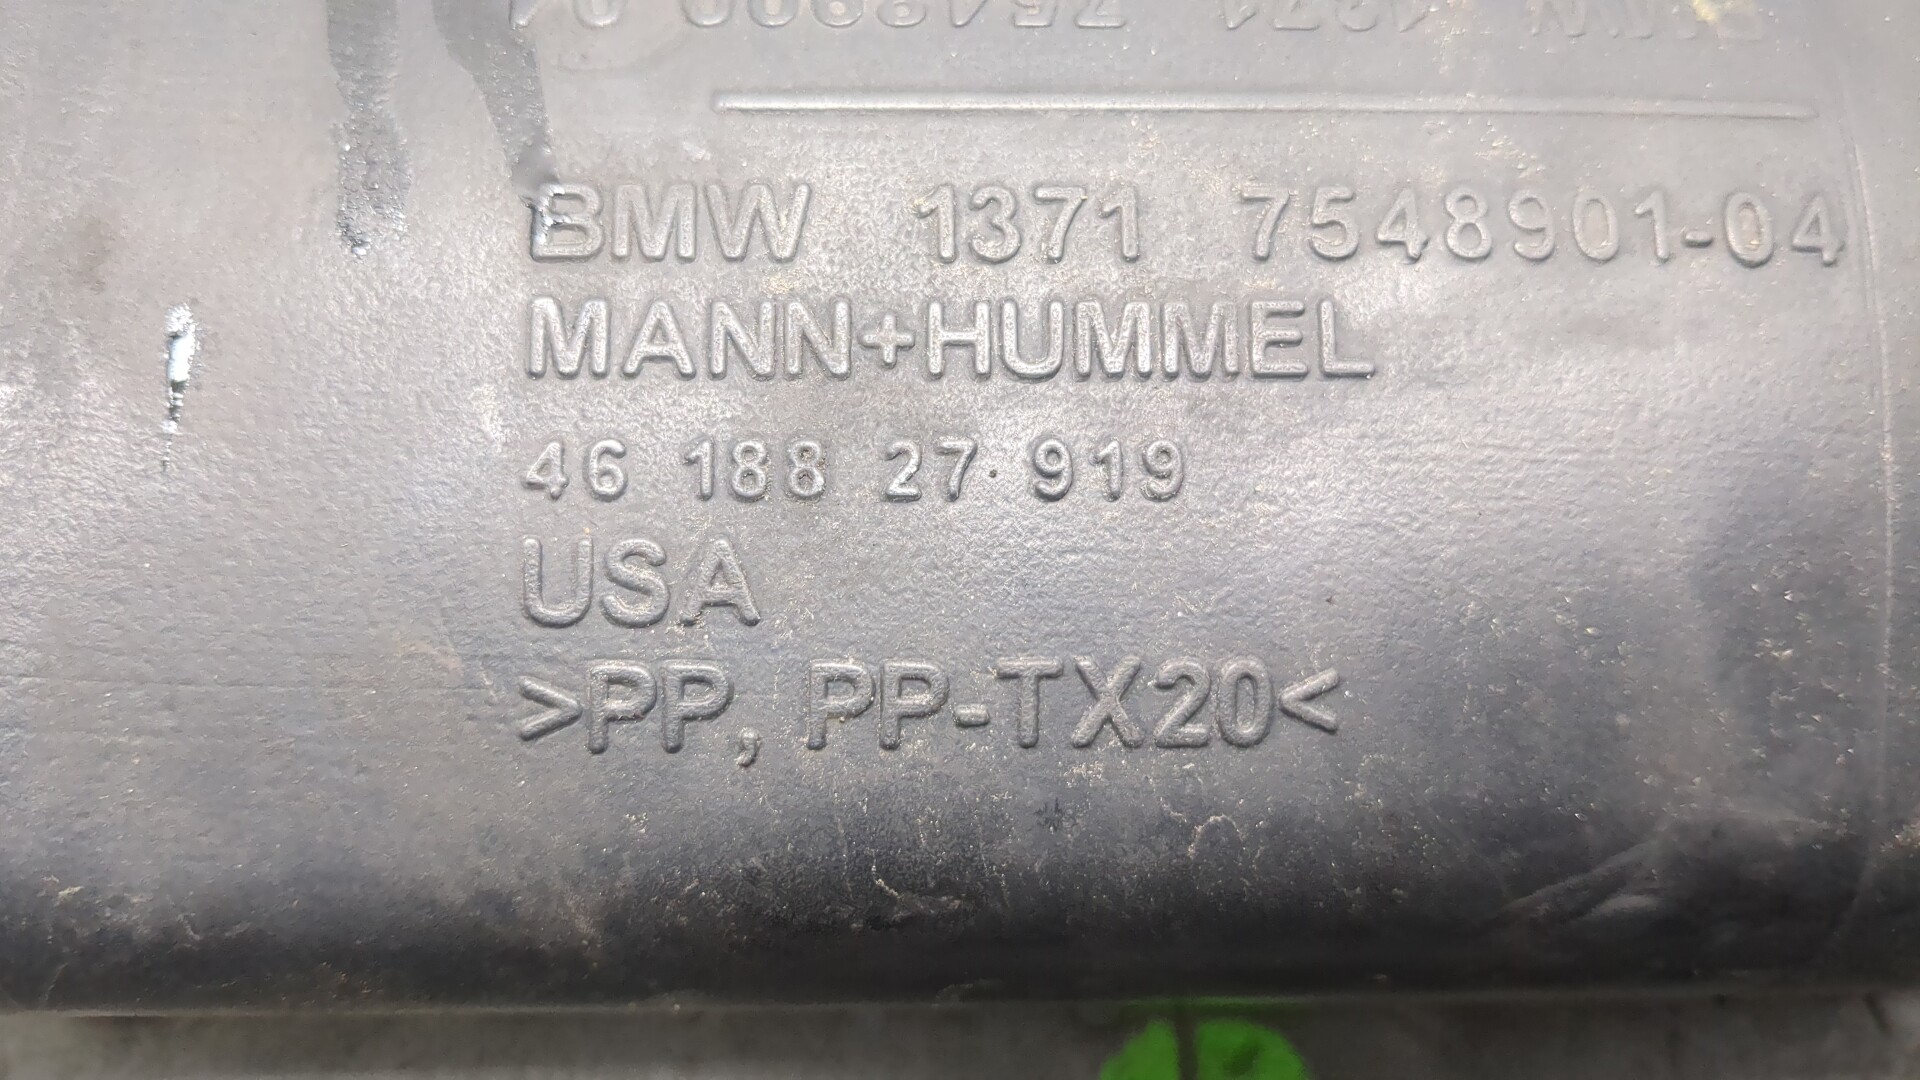 BMW 1371 7548901-04
MANN+HUMMEL
46 188 27 919
USA
>PP, PP-TX20<